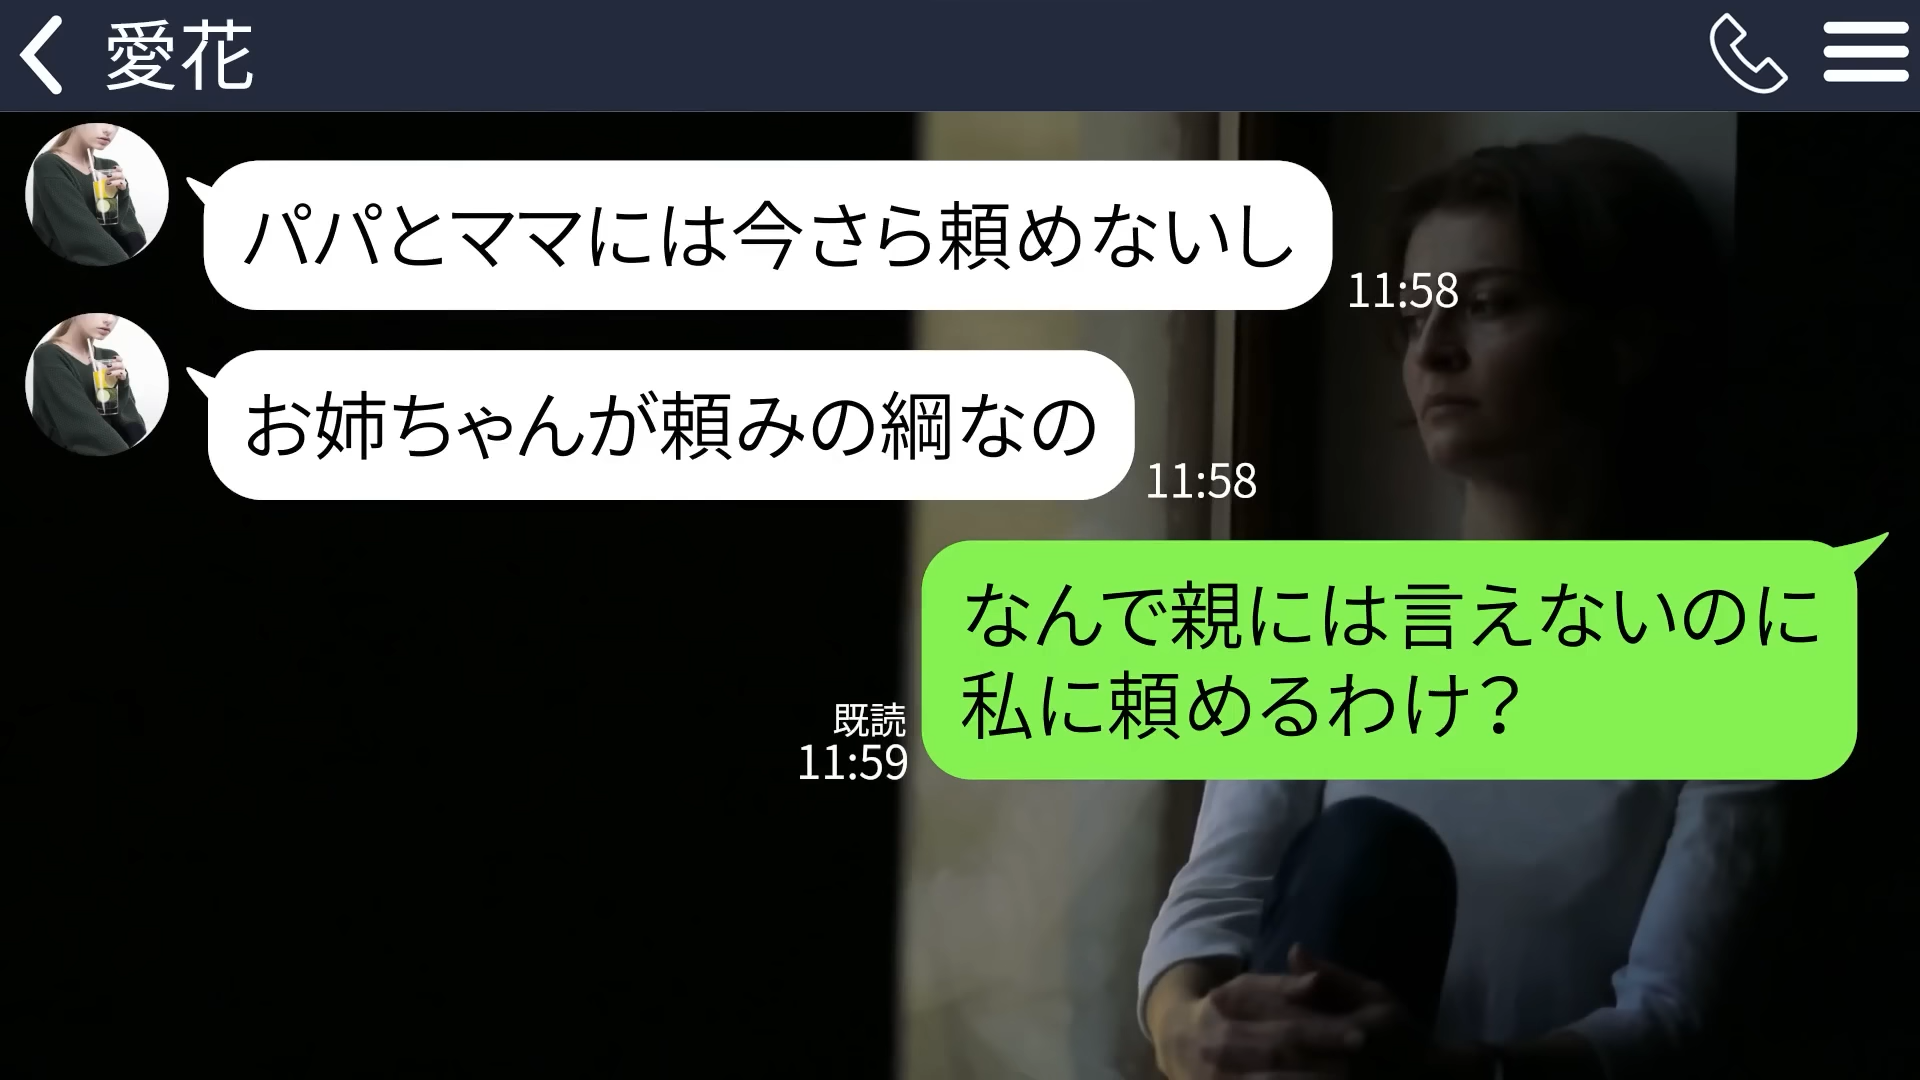 愛花
パパとママには今さら頼めないし
11:58
お姉ちゃんが頼みの綱なの
11:58
なんで親には言えないのに
私に頼めるわけ？
既読
11:59